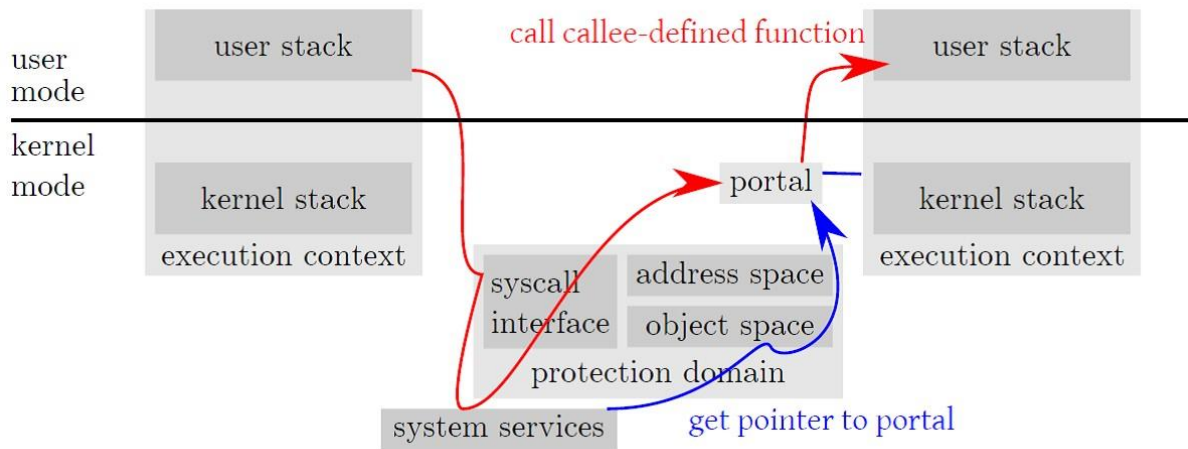 user stack
call callee-defined function
user stack
user
mode
kernel
mode
kernel stack
execution context
portal
kernel stack
execution context
syscall
interface
address space
object space
protection domain
system services
get pointer to portal